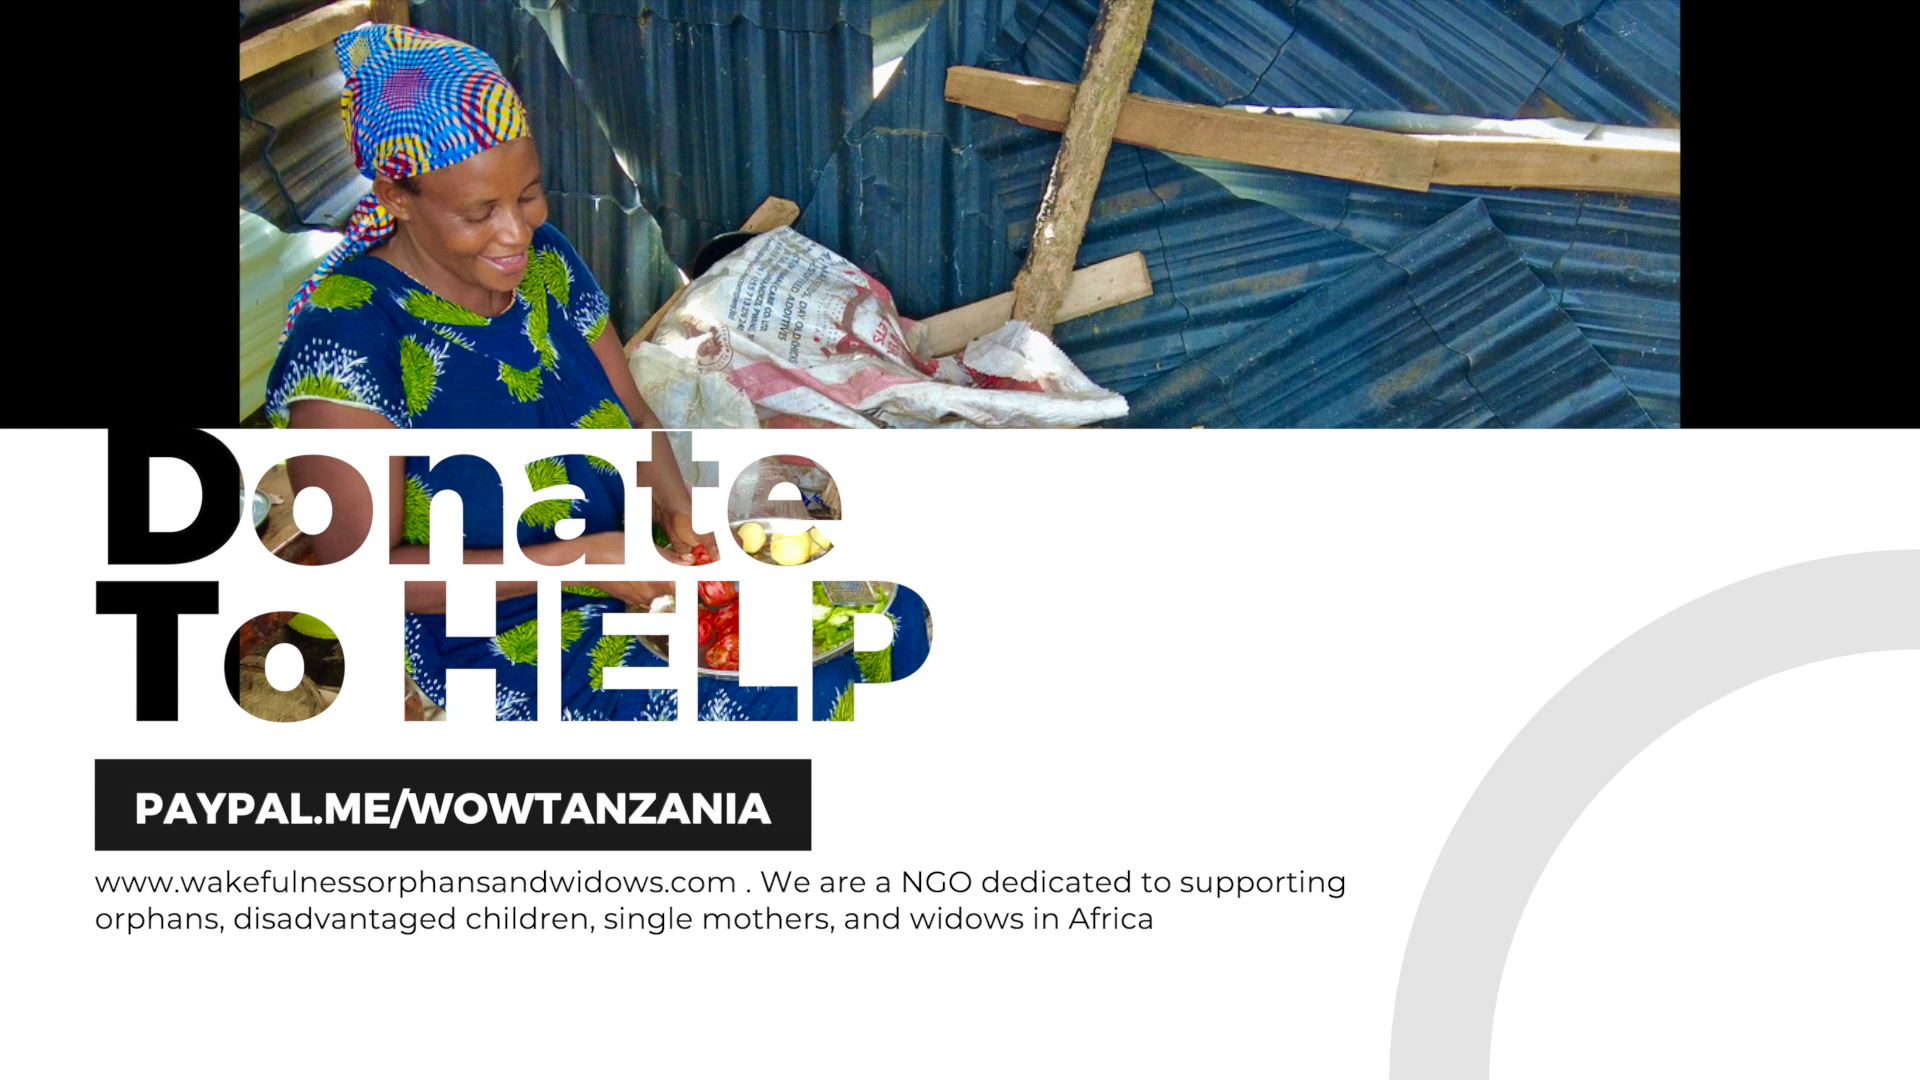 Donate
To HELP
PAYPAL.ME/WOWTANZANIA
www.wakefulnessorphansandwidows.com . We are a NGO dedicated to supporting
orphans, disadvantaged children, single mothers, and widows in Africa